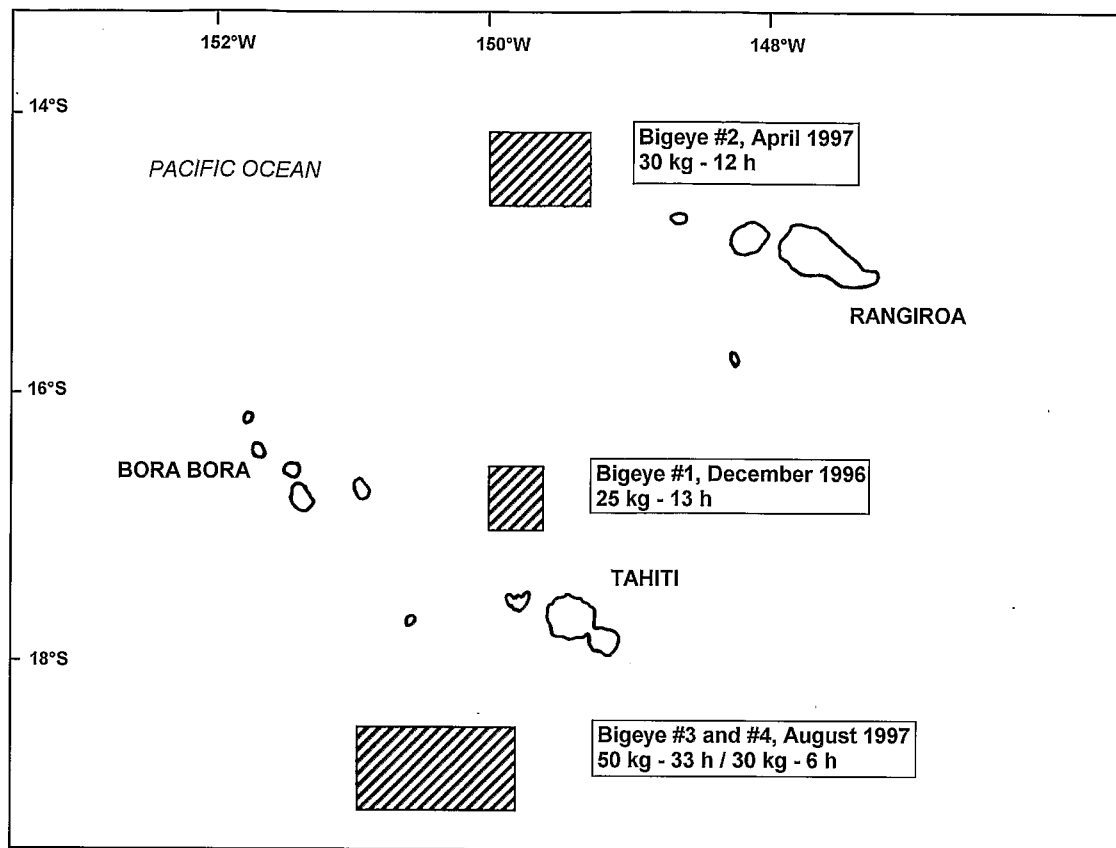 152°W
150°W
148°W
14°S
PACIFIC OCEAN
Bigeye #2, April 1997
30 kg - 12 h
RANGIROA
16°S
BORA BORA
Bigeye #1, December 1996
25 kg - 13 h
TAHITI
18°S
Bigeye #3 and #4, August 1997
50 kg - 33 h / 30 kg - 6 h